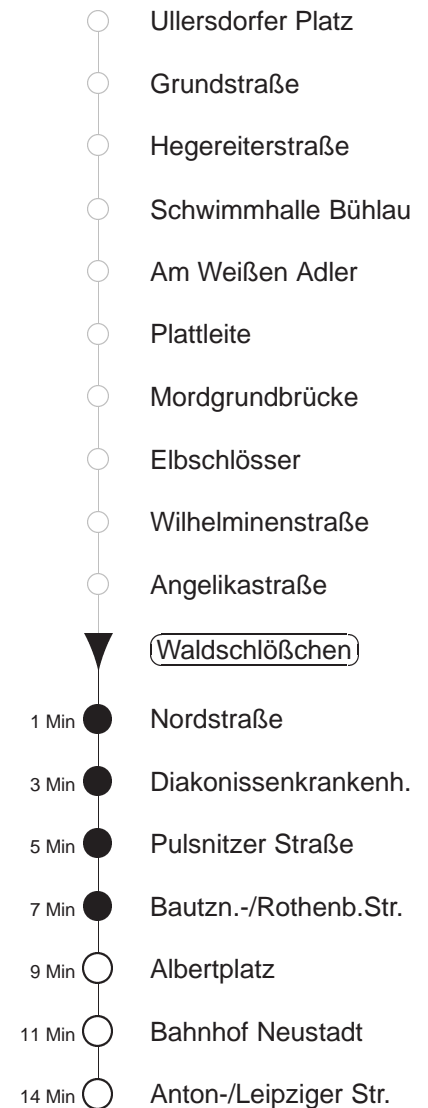 Ullersdorfer Platz
Grundstraße
Hegereiterstraße
Schwimmhalle Bühlau
Am Weißen Adler
Plattleite
Mordgrundbrücke
Elbschlösser
Wilhelminenstraße
Angelikastraße
Waldschlößchen
1 Min Nordstraße
3 Min Diakonissenkrankenh.
5 Min Pulsnitzer Straße
7 Min Bautzn.-/Rothenb.Str.
9 Min Albertplatz
11 Min Bahnhof Neustadt
14 Min Anton-/Leipziger Str.